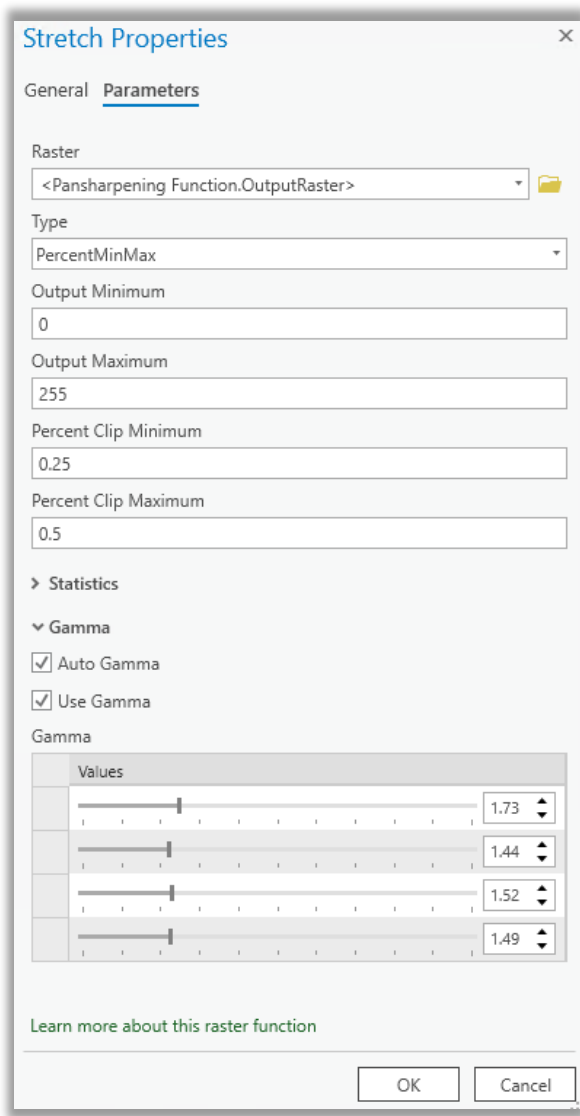 Stretch Properties
General Parameters
Raster
<Pansharpening Function.OutputRaster>
Type
PercentMinMax
Output Minimum
0
Output Maximum
255
Percent Clip Minimum
0.25
Percent Clip Maximum
0.5
Statistics
Gamma
Auto Gamma
Use Gamma
Gamma
Values
1.73
1.44
1.52
1.49
Learn more about this raster function
OK Cancel